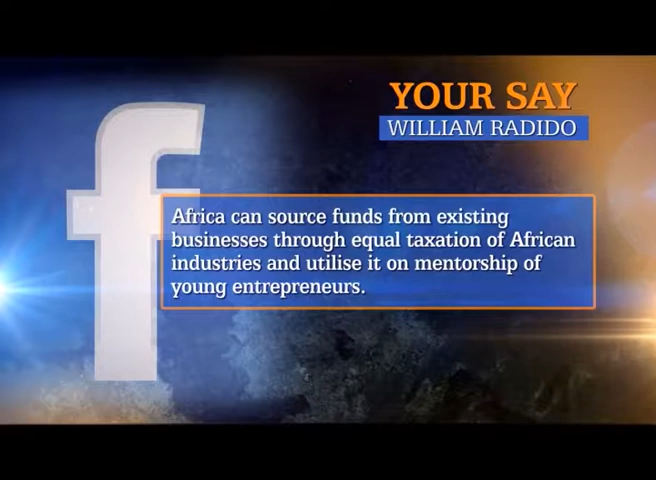 YOUR SAY
WILLIAM RADIDO
Africa can source funds from existing
businesses through equal taxation of African
industries and utilise it on mentorship of
young entrepreneurs.